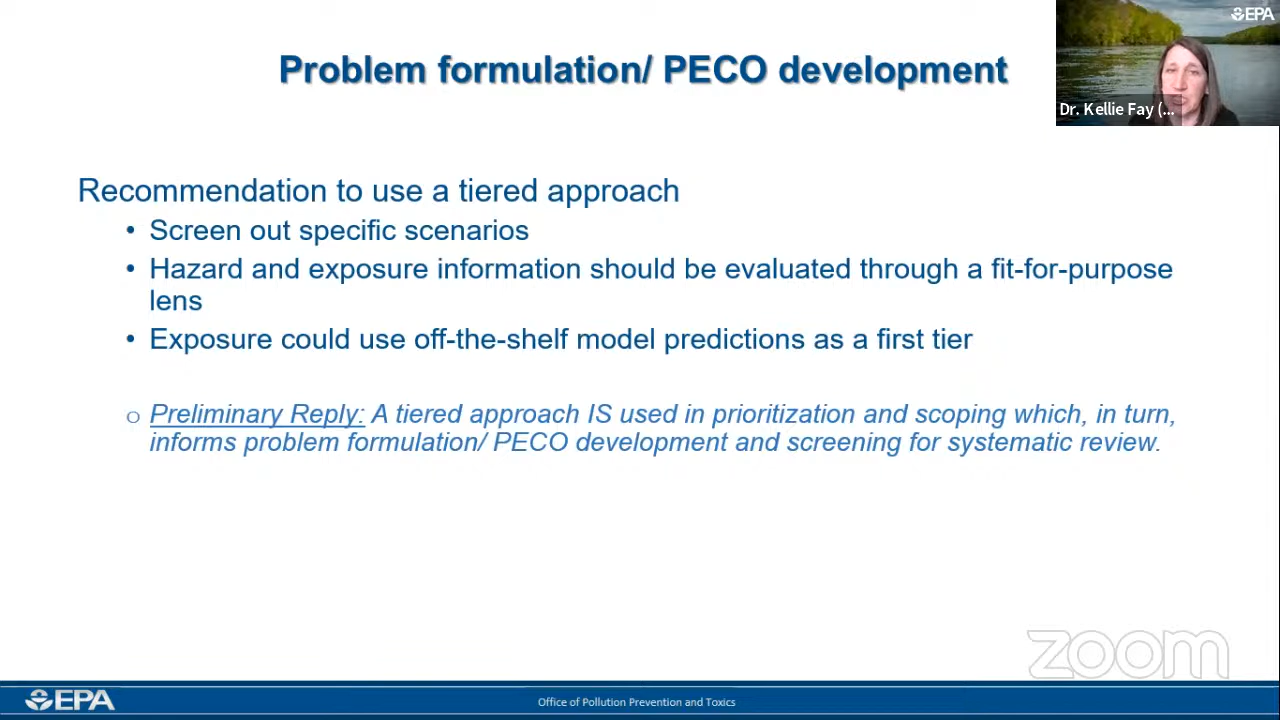 EPA
Problem formulation/ PECO development
Dr. Kellie Fay (...
Recommendation to use a tiered approach
• Screen out specific scenarios
• Hazard and exposure information should be evaluated through a fit-for-purpose
lens
• Exposure could use off-the-shelf model predictions as a first tier
o Preliminary Reply: A tiered approach IS used in prioritization and scoping which, in turn,
informs problem formulation/ PECO development and screening for systematic review.
zoom
EPA
Office of Pollution Prevention and Toxics